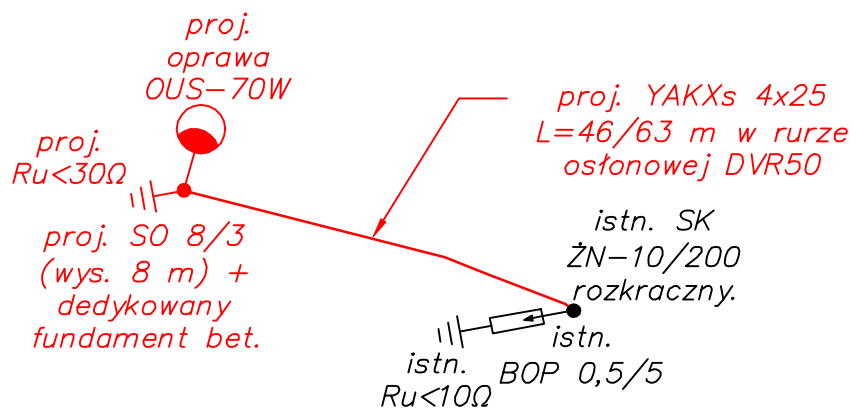 proj.
oprawa
OUS-70W
proj.
Ru<30Ω
proj. SO 8/3
(wys. 8 m) +
dedykowany
fundament bet.
proj. YAKXs 4x25
L=46/63 m w rurze
osłonowej DVR50
istn. SK
ŻN-10/200
rozkraczny.
istn.
BOP 0,5/5
istn.
Ru<10Ω